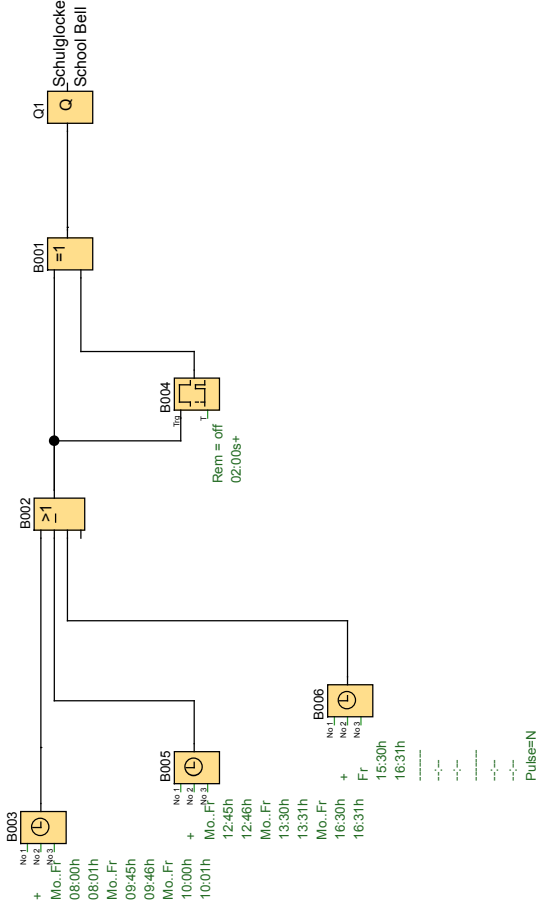 B003
No 1
No 2
No 3
+
Mo..Fr
08:00h
08:01h
Mo..Fr
09:45h
09:46h
Mo..Fr
10:00h
10:01h
B005
No 1
No 2
No 3
+
Mo..Fr
12:45h
12:46h
Mo..Fr
13:30h
13:31h
Mo..Fr
16:30h
16:31h
B006
No 1
No 2
No 3
+
Fr
15:30h
16:31h
------
--:--
--:--
------
--:--
--:--
Pulse=N
B002
≥1
B004
Trg
T
Rem = off
02:00s+
B001
=1
Q1
Q
Schulglocke
School Bell